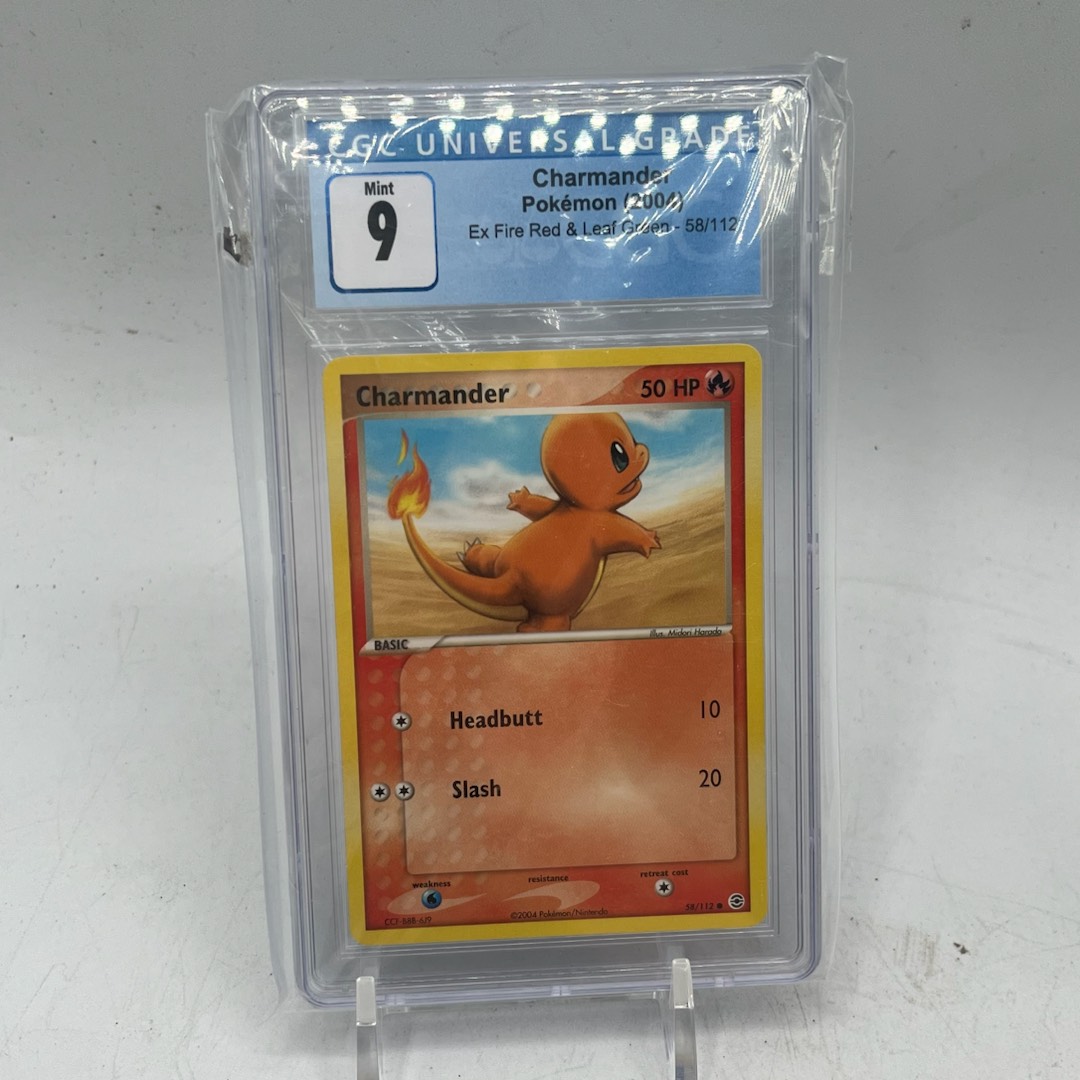 CGC UNIVERSAL GRADE
Mint
9
Charmander
Pokémon (2004)
Ex Fire Red & Leaf Green - 58/112
Charmander
50 HP
Illus. Midori Harada
BASIC
Headbutt 10
Slash 20
weakness resistance retreat cost
©2004 Pokémon/Nintendo
58/112